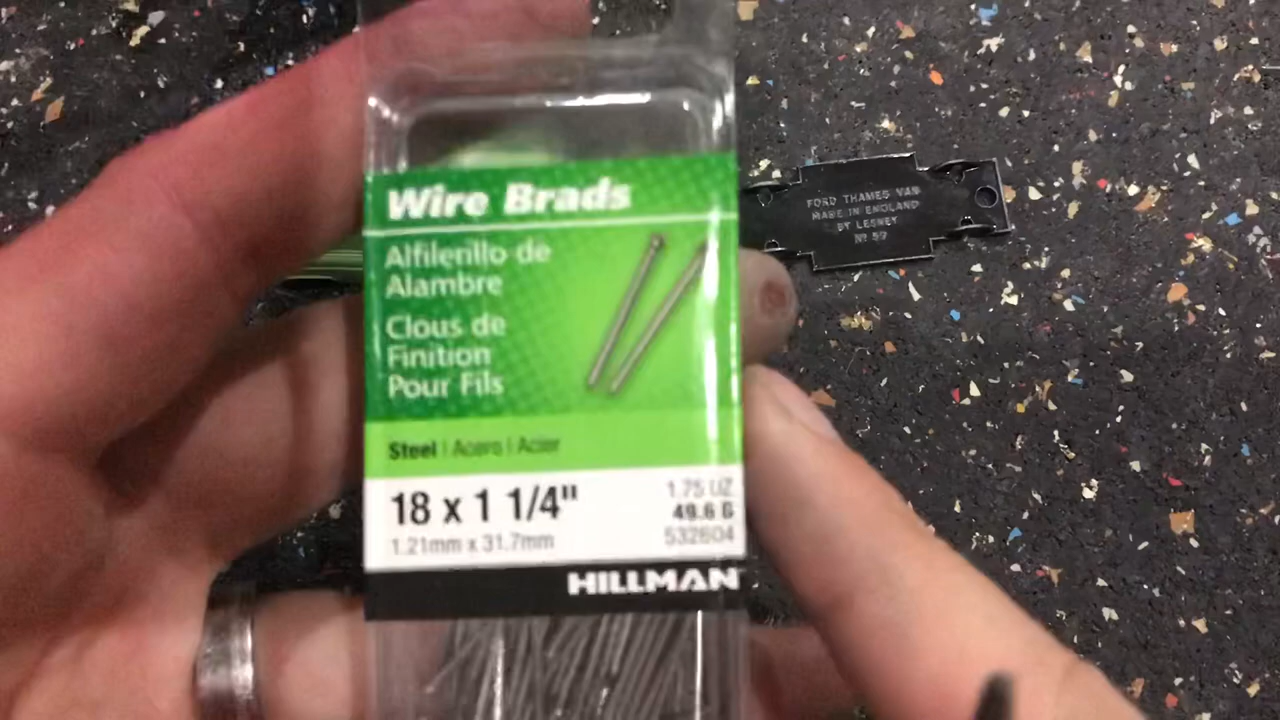 Wire Brads
Alfilerillo de
Alambre
Clous de
Finition
Pour Fils
Steel | Acero | Acier
18 x 1 1/4"
1.21mm x 31.7mm
1.75 OZ
49.6 G
532604
HILLMAN
FORD THAMES VAN
MADE IN ENGLAND
BY LESNEY
Nº 59